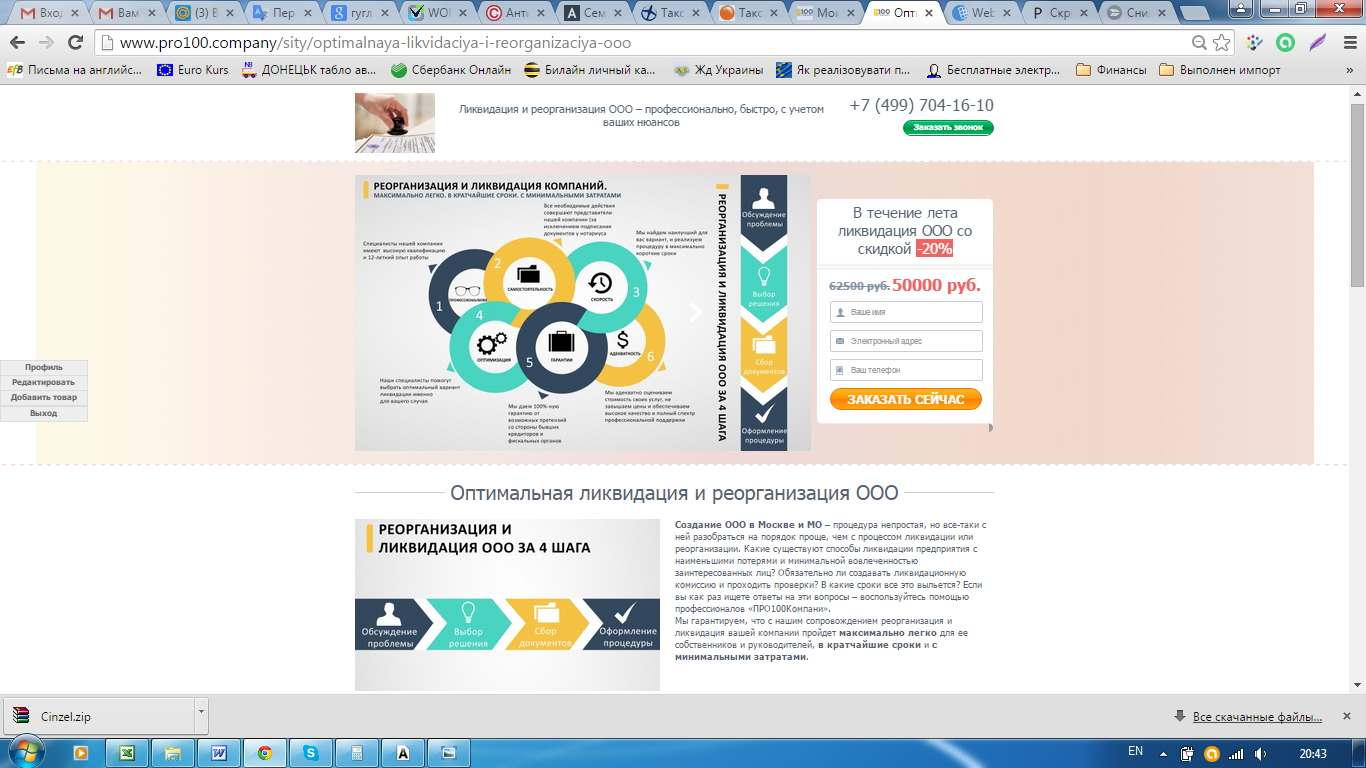 Вход
Вам
(3) В
Пер
гугл
WOI
Анти
Сем
Такс
Такс
Мои
Опти
Web
Скр
Сни
www.pro100.company/sity/optimalnaya-likvidaciya-i-reorganizaciya-ooo
Письма на английс...
Euro Kurs
ДОНЕЦЬК табло ав...
Сбербанк Онлайн
Билайн личный ка...
Жд Украины
Як реалізовувати п...
Бесплатные электр...
Финансы
Выполнен импорт
»
Ликвидация и реорганизация ООО – профессионально, быстро, с учетом
ваших нюансов
+7 (499) 704-16-10
Заказать звонок
РЕОРГАНИЗАЦИЯ И ЛИКВИДАЦИЯ КОМПАНИЙ.
МАКСИМАЛЬНО ЛЕГКО. В КРАТЧАЙШИЕ СРОКИ. С МИНИМАЛЬНЫМИ ЗАТРАТАМИ
Все необходимые действия
совершают представители
нашей компании (за
исключением подписания
документы у нотариуса
Специалисты нашей компании
имеют высокую квалификацию
и 12-летний опыт работы
Мы найдем наилучший для
вас вариант, и реализуем
процедуру в максимально
короткие сроки
1
ПРОФЕССИОНАЛИЗМ
2
САМОСТОЯТЕЛЬНОСТЬ
3
СКОРОСТЬ
4
ОПТИМИЗАЦИЯ
5
ГАРАНТИИ
6
АДЕКВАТНОСТЬ
Наши специалисты помогут
выбрать оптимальный вариант
ликвидации именно
для вашего случая
Мы даем 100%-ную
гарантию от
возможных претензий
со стороны бывших
кредиторов и
фискальных органов
Мы адекватно оцениваем
стоимость своих услуг, не
завышаем цены и обеспечиваем
высокое качество и полный спектр
профессиональной поддержки
РЕОРГАНИЗАЦИЯ И ЛИКВИДАЦИЯ ООО ЗА 4 ШАГА
Обсуждение
проблемы
Выбор
решения
Сбор
документов
Оформление
процедуры
В течение лета
ликвидация ООО со
скидкой -20%
62500 руб. 50000 руб.
Ваше имя
Электронный адрес
Ваш телефон
ЗАКАЗАТЬ СЕЙЧАС
Профиль
Редактировать
Добавить товар
Выход
Оптимальная ликвидация и реорганизация ООО
РЕОРГАНИЗАЦИЯ И
ЛИКВИДАЦИЯ ООО ЗА 4 ШАГА
Обсуждение
проблемы
Выбор
решения
Сбор
документов
Оформление
процедуры
Создание ООО в Москве и МО – процедура непростая, но все-таки с
ней разобраться на порядок проще, чем с процессом ликвидации или
реорганизации. Какие существуют способы ликвидации предприятия с
наименьшими потерями и минимальной вовлеченностью
заинтересованных лиц? Обязательно ли создавать ликвидационную
комиссию и проходить проверки? В какие сроки все это выльется? Если
вы как раз ищете ответы на эти вопросы – воспользуйтесь помощью
профессионалов «ПРО100Компани».
Мы гарантируем, что с нашим сопровождением реорганизация и
ликвидация вашей компании пройдет максимально легко для ее
собственников и руководителей, в кратчайшие сроки и с
минимальными затратами.
Cinzel.zip
Все скачанные файлы...
EN
20:43